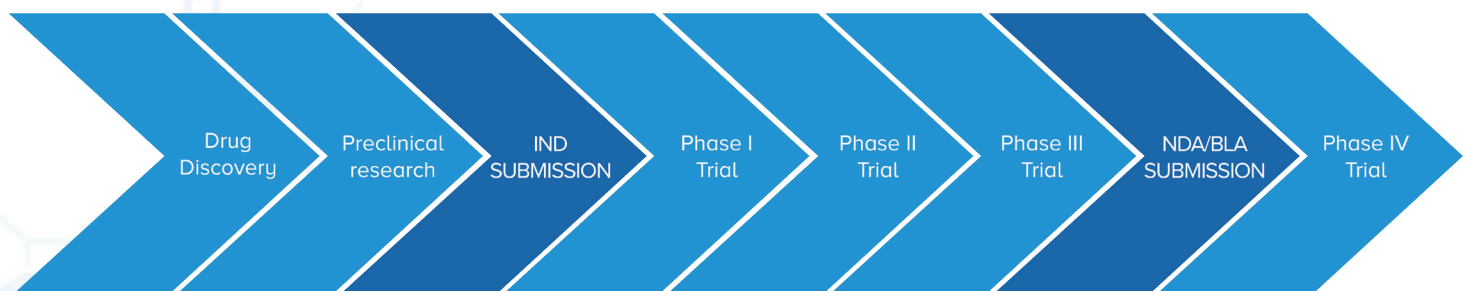 Drug
Discovery
Preclinical
research
IND
SUBMISSION
Phase I
Trial
Phase II
Trial
Phase III
Trial
NDA/BLA
SUBMISSION
Phase IV
Trial